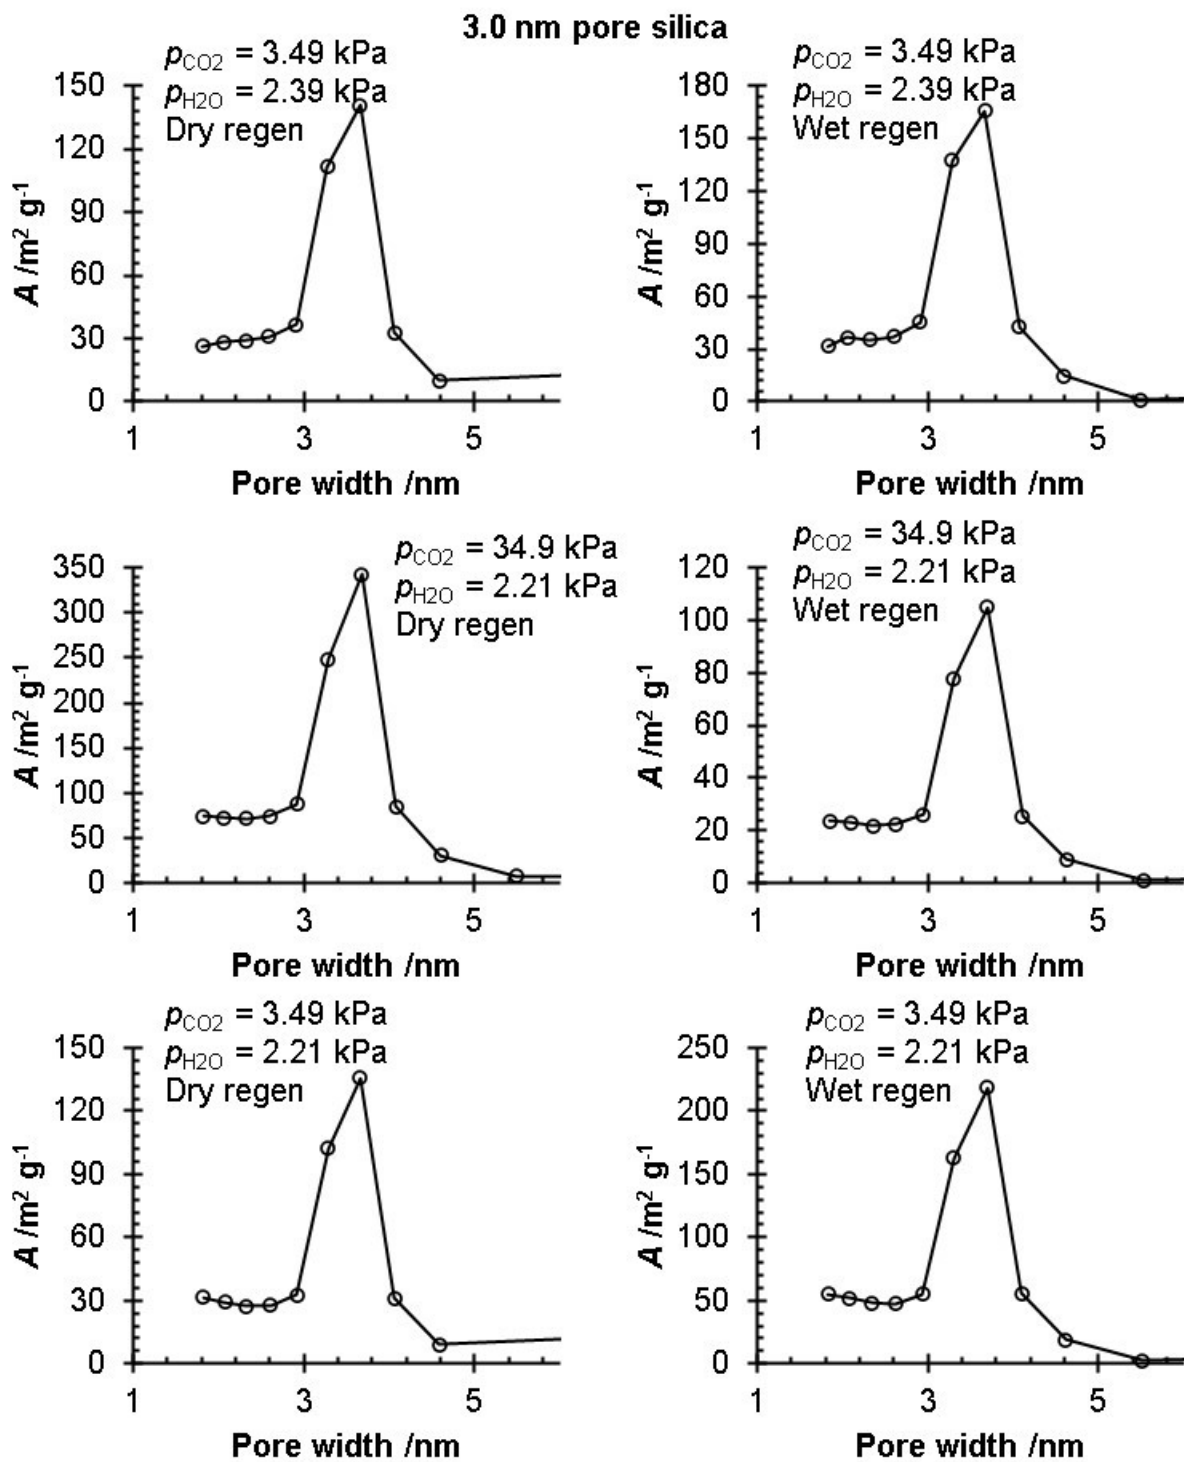 3.0 nm pore silica
pCO2 = 3.49 kPa
pH2O = 2.39 kPa
Dry regen
150
120
90
60
30
0
A /m² g⁻¹
1 3 5
Pore width /nm
pCO2 = 3.49 kPa
pH2O = 2.39 kPa
Wet regen
180
150
120
90
60
30
0
A /m² g⁻¹
1 3 5
Pore width /nm
pCO2 = 34.9 kPa
pH2O = 2.21 kPa
Dry regen
350
300
250
200
150
100
50
0
A /m² g⁻¹
1 3 5
Pore width /nm
pCO2 = 34.9 kPa
pH2O = 2.21 kPa
Wet regen
120
100
80
60
40
20
0
A /m² g⁻¹
1 3 5
Pore width /nm
pCO2 = 3.49 kPa
pH2O = 2.21 kPa
Dry regen
150
120
90
60
30
0
A /m² g⁻¹
1 3 5
Pore width /nm
pCO2 = 3.49 kPa
pH2O = 2.21 kPa
Wet regen
250
200
150
100
50
0
A /m² g⁻¹
1 3 5
Pore width /nm